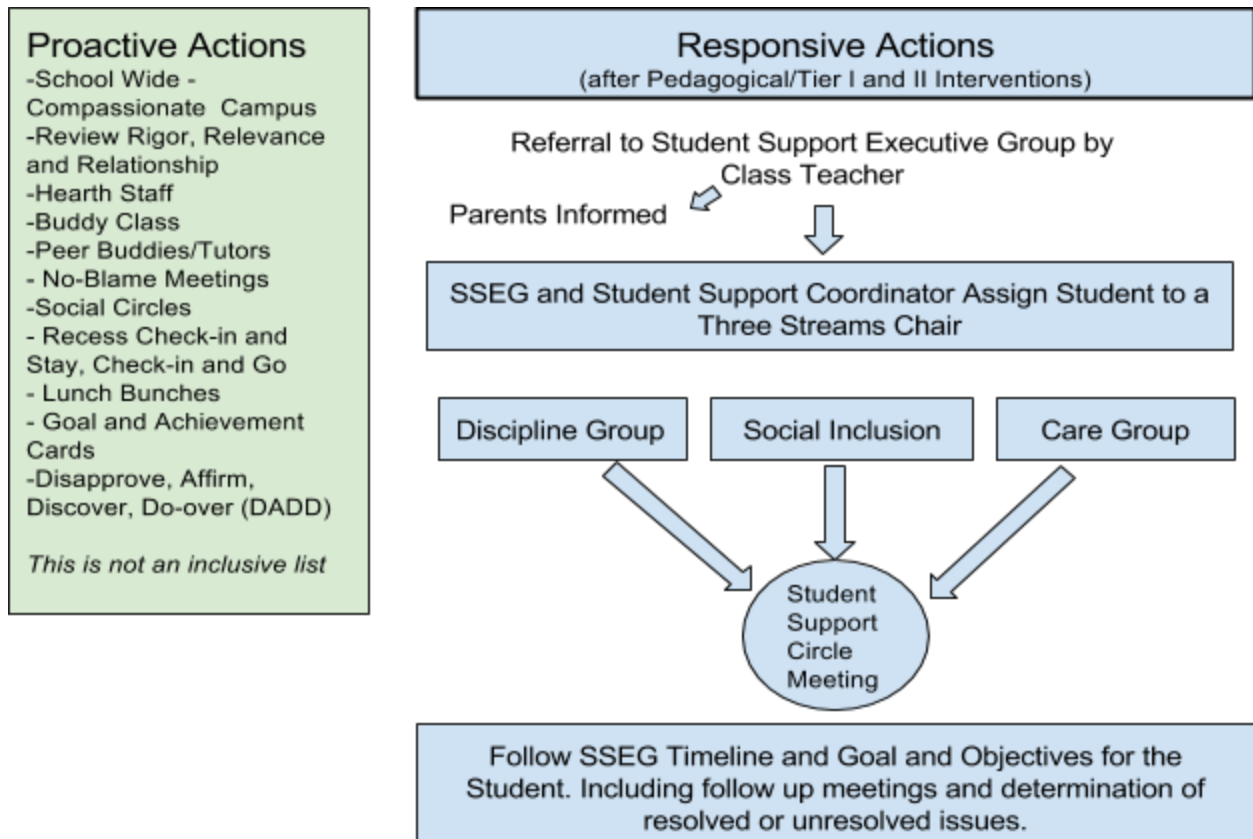 Proactive Actions
-School Wide -
Compassionate Campus
-Review Rigor, Relevance
and Relationship
-Hearth Staff
-Buddy Class
-Peer Buddies/Tutors
- No-Blame Meetings
-Social Circles
- Recess Check-in and
Stay, Check-in and Go
- Lunch Bunches
- Goal and Achievement
Cards
-Disapprove, Affirm,
Discover, Do-over (DADD)
This is not an inclusive list
Responsive Actions
(after Pedagogical/Tier I and II Interventions)
Referral to Student Support Executive Group by
Class Teacher
Parents Informed
SSEG and Student Support Coordinator Assign Student to a
Three Streams Chair
Discipline Group
Social Inclusion
Care Group
Student
Support
Circle
Meeting
Follow SSEG Timeline and Goal and Objectives for the
Student. Including follow up meetings and determination of
resolved or unresolved issues.